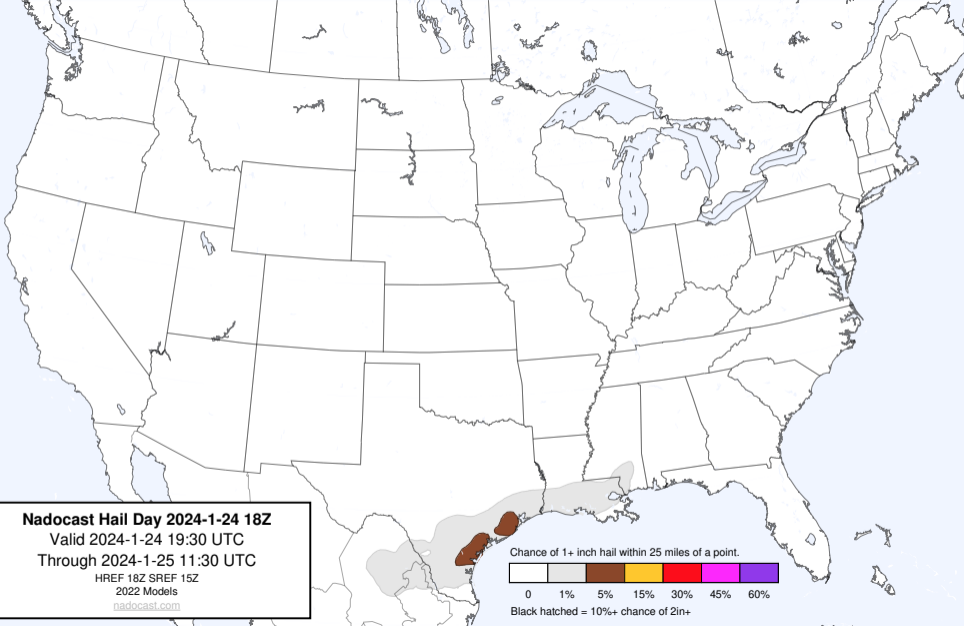 Nadocast Hail Day 2024-1-24 18Z
Valid 2024-1-24 19:30 UTC
Through 2024-1-25 11:30 UTC
HREF 18Z SREF 15Z
2022 Models
nadocast.com
Chance of 1+ inch hail within 25 miles of a point.
0 1% 5% 15% 30% 45% 60%
Black hatched = 10%+ chance of 2in+